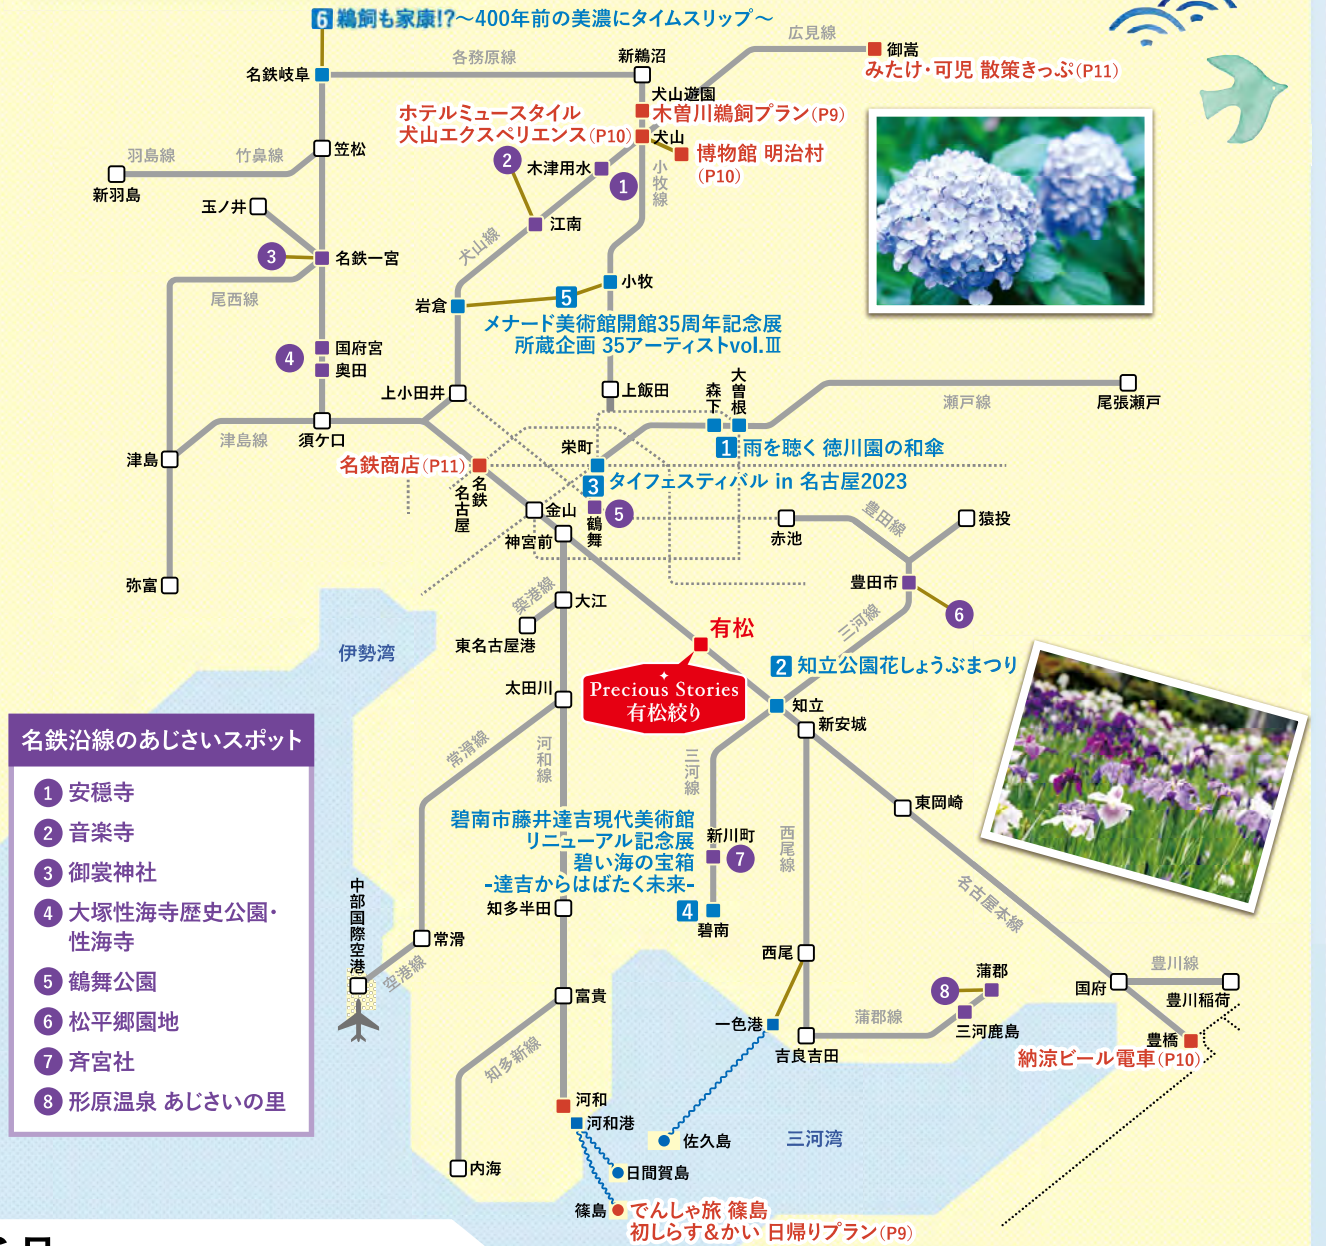 6 鵜飼も家康!?～400年前の美濃にタイムスリップ～
広見線
御嵩
みたけ・可児 散策きっぷ(P11)
各務原線
新鵜沼
名鉄岐阜
犬山遊園
木曽川鵜飼プラン(P9)
ホテルミュースタイル
犬山エクスペリエンス(P10)
犬山
博物館 明治村
(P10)
羽島線
竹鼻線
笠松
新羽島
2
木津用水
1
小牧線
玉ノ井
江南
犬山線
3
名鉄一宮
尾西線
岩倉
5
小牧
メナード美術館開館35周年記念展
所蔵企画 35アーティストvol.Ⅲ
4
国府宮
奥田
上小田井
上飯田
森下
大曽根
瀬戸線
尾張瀬戸
津島線
須ケ口
栄町
1 雨を聴く 徳川園の和傘
津島
名鉄商店(P11)
名鉄名古屋
3 タイフェスティバル in 名古屋2023
金山
鶴舞
5
赤池
豊田線
猿投
神宮前
弥富
豊田市
6
築港線
大江
東名古屋港
三河線
伊勢湾
有松
2 知立公園花しょうぶまつり
太田川
Precious Stories
有松絞り
知立
新安城
常滑線
河和線
三河線
東岡崎
名鉄沿線のあじさいスポット
1 安穏寺
2 音楽寺
3 御裳神社
4 大塚性海寺歴史公園・
性海寺
5 鶴舞公園
6 松平郷園地
7 斉宮社
8 形原温泉 あじさいの里
碧南市藤井達吉現代美術館
リニューアル記念展
碧い海の宝箱
-達吉からはばたく未来-
新川町
7
西尾線
名古屋本線
中部国際空港
知多半田
4
碧南
常滑
空港線
西尾
蒲郡
8
国府
豊川線
豊川稲荷
富貴
一色港
吉良吉田
蒲郡線
三河鹿島
豊橋
納涼ビール電車(P10)
知多新線
河和
河和港
佐久島
三河湾
内海
日間賀島
篠島
でんしゃ旅 篠島
初しらす＆かい 日帰りプラン(P9)